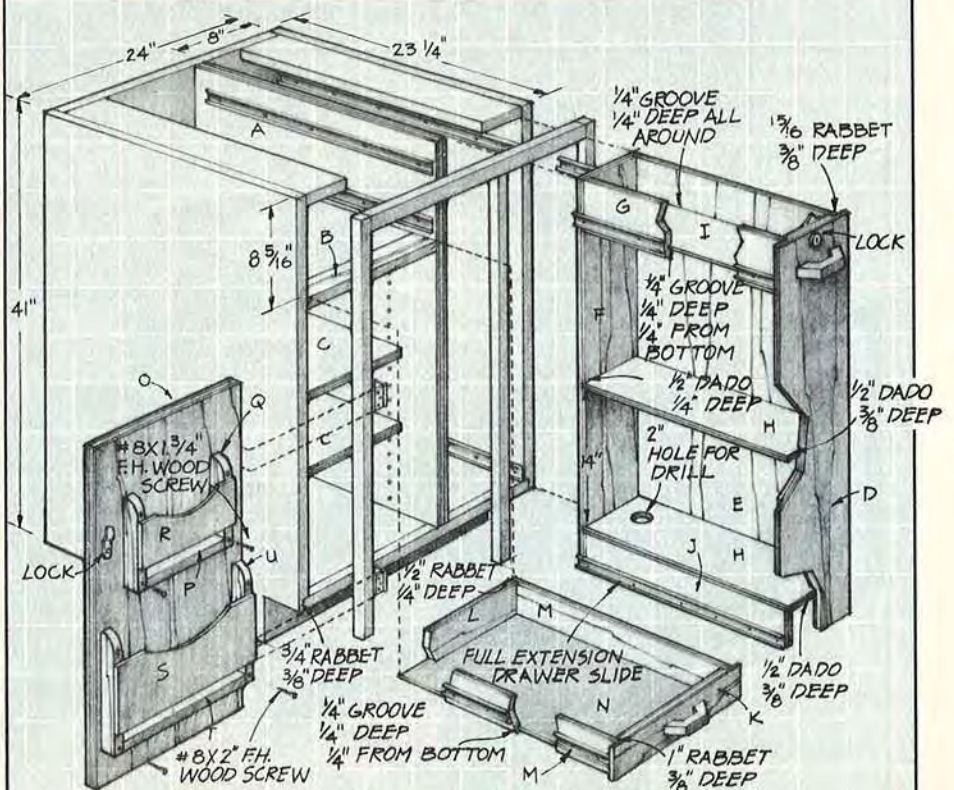 24"
8"
23 1/4"
41"
A
8 5/16"
B
C
C
1/4" GROOVE
1/4" DEEP ALL
AROUND
15/16 RABBET
3/8" DEEP
LOCK
G
I
F
1/4" GROOVE
1/4" DEEP
1/4" FROM
BOTTOM
1/2" DADO
1/4" DEEP
H
1/2" DADO
3/8" DEEP
14"
2"
HOLE FOR
DRILL
E
D
H
J
O
Q
#8X1 3/4"
F.H. WOOD
SCREW
R
LOCK
P
U
S
T
#8X2" F.H.
WOOD SCREW
3/4" RABBET
3/8" DEEP
1/2" RABBET
1/4" DEEP
L
M
FULL EXTENSION
DRAWER SLIDE
N
K
1/2" DADO
3/8" DEEP
1/4" GROOVE
1/4" DEEP
1/4" FROM BOTTOM
M
1" RABBET
3/8" DEEP